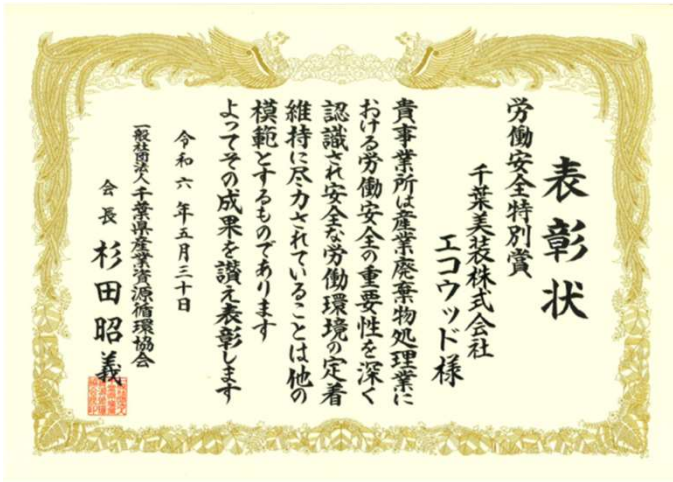 表彰状
労働安全特別賞
千葉美装株式会社
エコウッド様
貴事業所は産業廃棄物処理業に
おける労働安全の重要性を深く
認識され安全な労働環境の定着
維持に尽力されていることは他の
模範とするものであります
よってその成果を讃え表彰します
令和六年五月三十日
一般社団法人千葉県産業資源循環協会
会長 杉田昭義